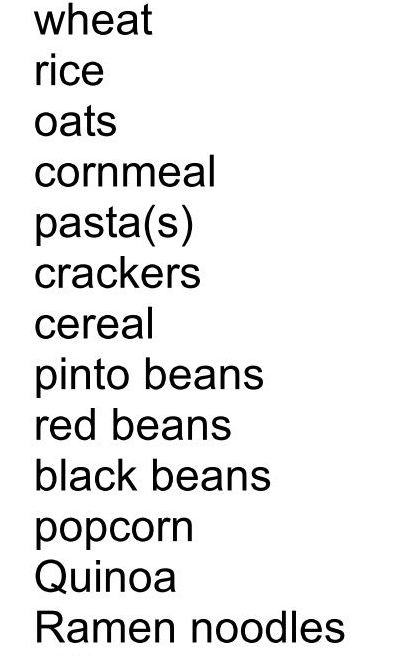 wheat
rice
oats
cornmeal
pasta(s)
crackers
cereal
pinto beans
red beans
black beans
popcorn
Quinoa
Ramen noodles